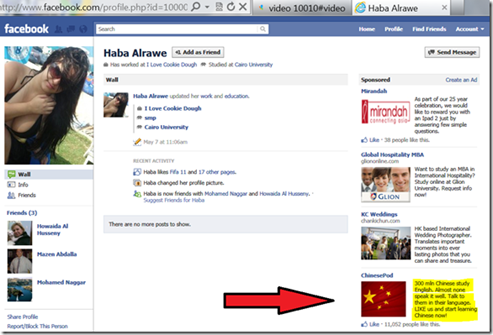 http://www.facebook.com/profile.php?id=1000
video 10010#video
Haba Alrawe
facebook
Search
Home
Profile
Find Friends
Account
Haba Alrawe
Add as Friend
Send Message
Has worked at I Love Cookie Dough
Studied at Cairo University
Wall
Haba Alrawe updated her work and education.
I Love Cookie Dough
smp
Cairo University
May 7 at 11:06am
RECENT ACTIVITY
Haba likes Fifa 11 and 17 other pages.
Haba changed her profile picture.
Haba is now friends with Mohamed Naggar and Howaida Al Husseny.
Suggest Friends for Haba
There are no more posts to show.
Wall
Info
Friends
Friends (3)
Howaida Al
Husseny
Mazen Abdalla
Mohamed Naggar
Share Profile
Report/Block This Person
Sponsored
Create an Ad
Mirandah
mirandah
connecting asia
As part of our 25 year
celebration, we would
like to reward you with
an Ipad 2 just by
answering few simple
questions.
Like · 38 people like this.
Global Hospitality MBA
gliononline.com
GLION
Want to study an MBA
in International
Hospitality? Study
online at Glion
University. Request info
now!
KC Weddings
chankichun.com
HK based International
Wedding Photographer.
Translates important
moments into ever
lasting photos that you
can share and treasure.
ChinesePod
300 mln Chinese study
English. Almost none
speak it well. Talk to
them in their language.
LIKE us and start learning
Chinese now!
Like · 11,052 people like this.